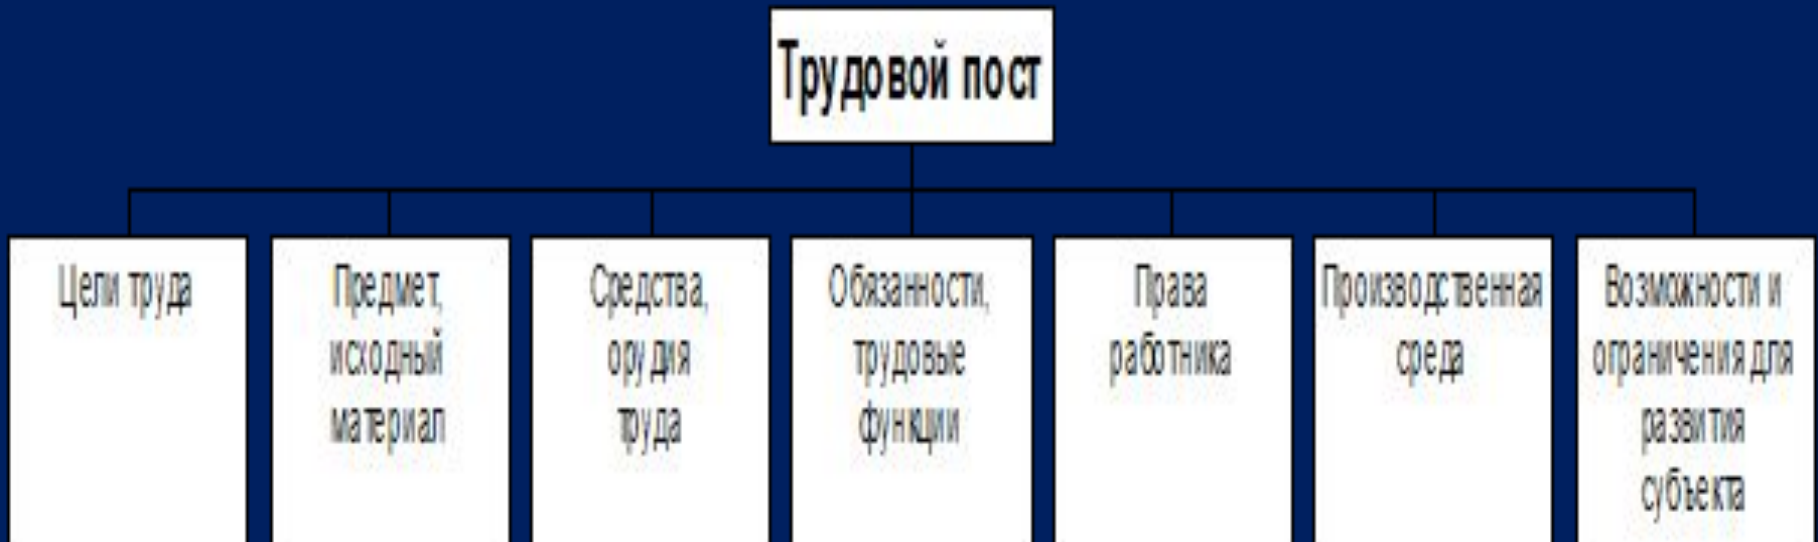 Трудовой пост
Цели труда
Предмет,
исходный
материал
Средства,
орудия
труда
Обязанности,
трудовые
функции
Права
работника
Производственная
среда
Возможности и
ограничения для
развития
субъекта